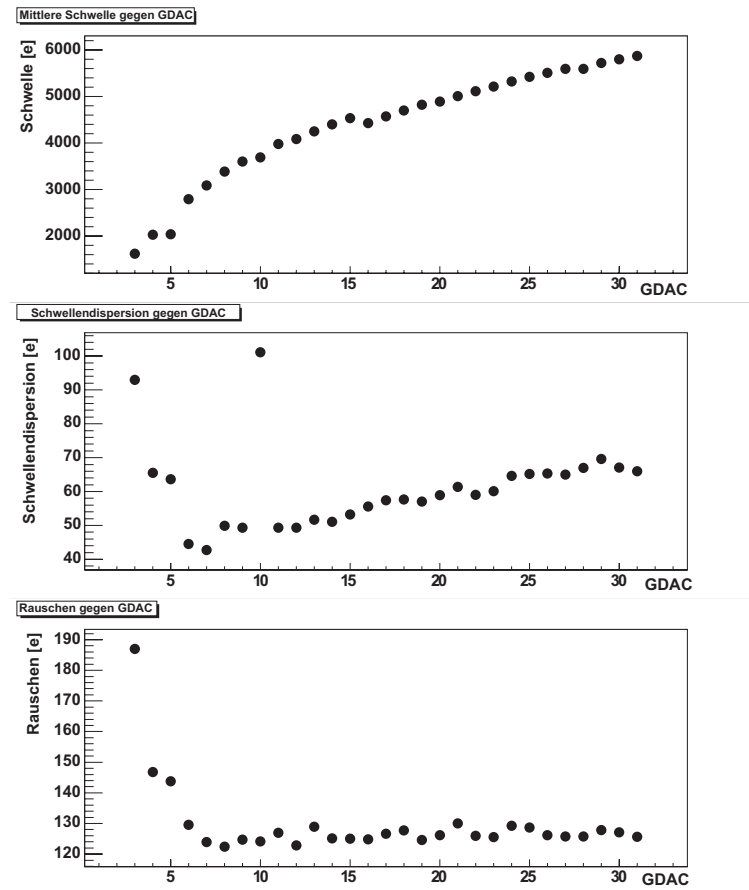 Mittlere Schwelle gegen GDAC
Schwelle [e]
6000
5000
4000
3000
2000
5 10 15 20 25 30 GDAC
Schwellendispersion gegen GDAC
Schwellendispersion [e]
100
90
80
70
60
50
40
5 10 15 20 25 30 GDAC
Rauschen gegen GDAC
Rauschen [e]
190
180
170
160
150
140
130
120
5 10 15 20 25 30 GDAC